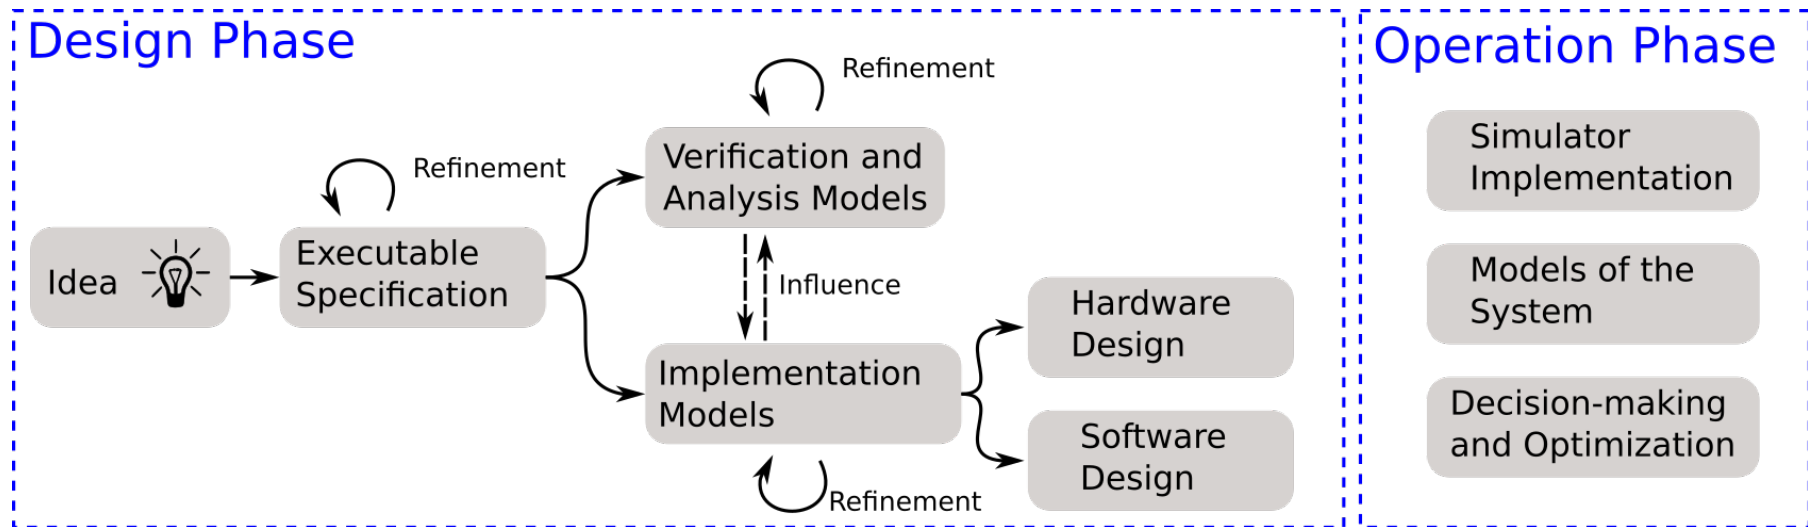 Design Phase
Refinement
Verification and
Analysis Models
Refinement
Idea
Executable
Specification
Influence
Implementation
Models
Refinement
Hardware
Design
Software
Design
Operation Phase
Simulator
Implementation
Models of the
System
Decision-making
and Optimization